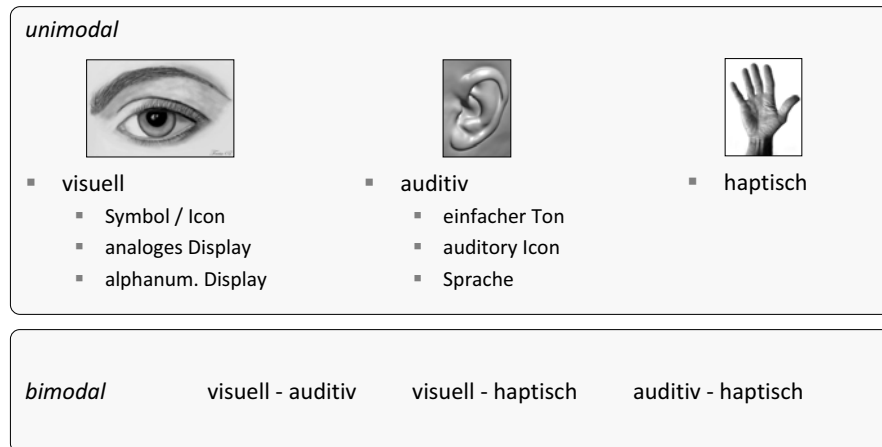 unimodal
visuell
Symbol / Icon
analoges Display
alphanum. Display
auditiv
einfacher Ton
auditory Icon
Sprache
haptisch
bimodal visuell - auditiv visuell - haptisch auditiv - haptisch